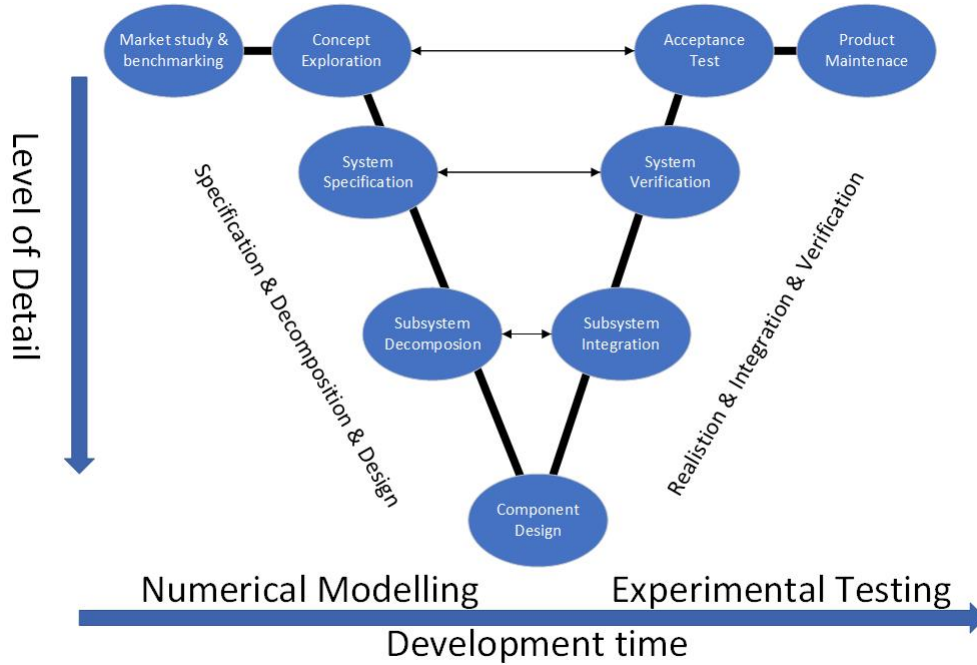 Market study &
benchmarking
Concept
Exploration
Acceptance
Test
Product
Maintenace
Level of Detail
System
Specification
System
Verification
Specification & Decomposition & Design
Realistion & Integration & Verification
Subsystem
Decomposion
Subsystem
Integration
Component
Design
Numerical Modelling
Experimental Testing
Development time